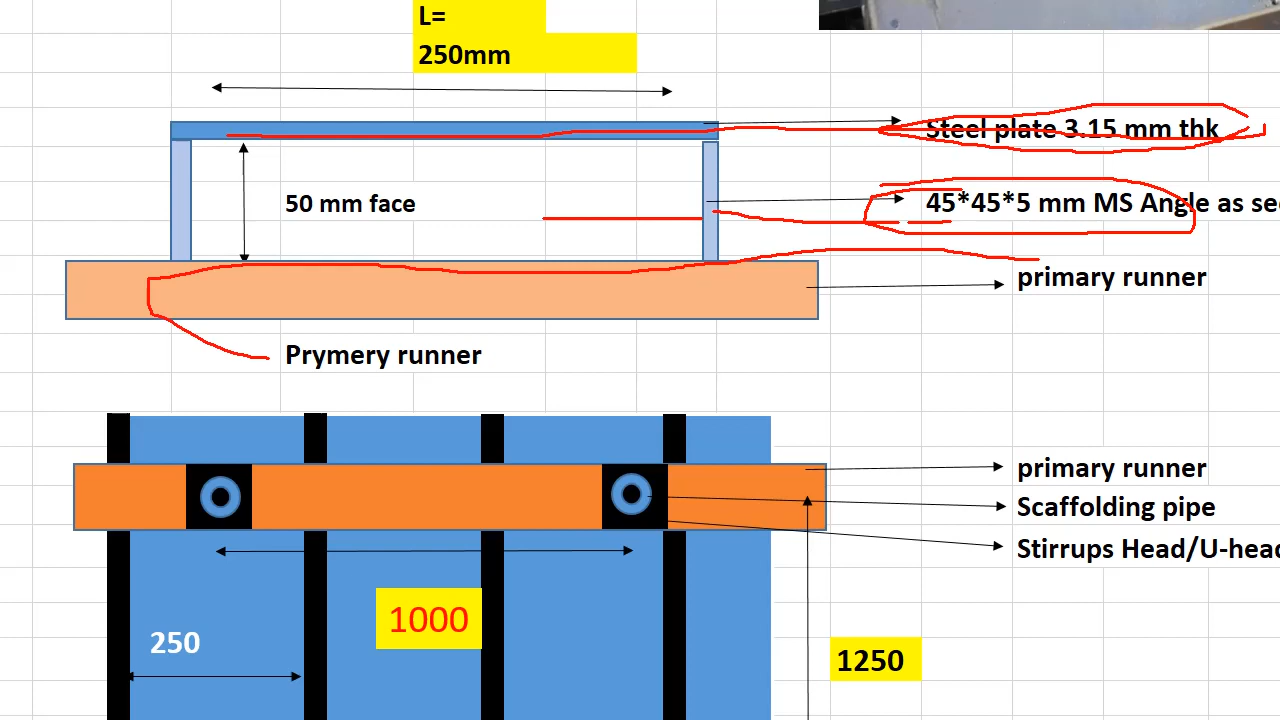 L=
250mm
Steel plate 3.15 mm thk
50 mm face
45*45*5 mm MS Angle as sec
primary runner
Prymery runner
primary runner
Scaffolding pipe
Stirrups Head/U-head
1000
250
1250